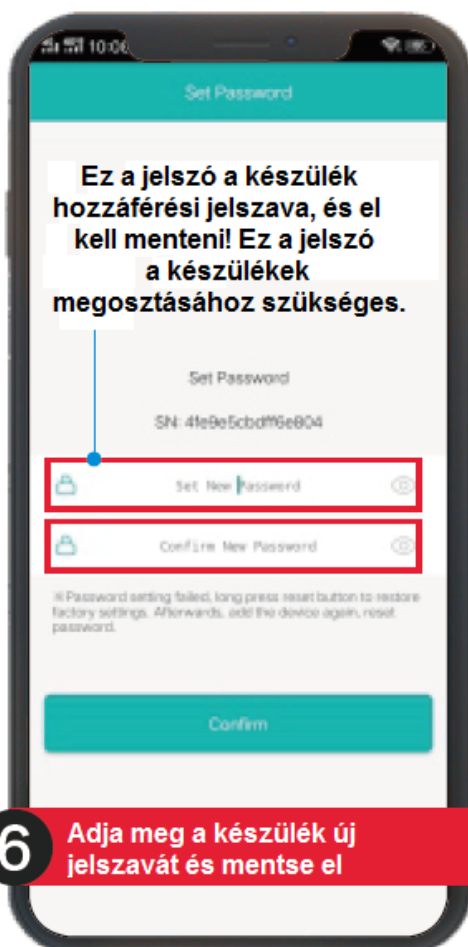 10:06
Set Password
Ez a jelszó a készülék
hozzáférési jelszava, és el
kell menteni! Ez a jelszó
a készülékek
megosztásához szükséges.
Set Password
SN: 4fe9e5cbdff6e804
Set New Password
Confirm New Password
※Password setting failed, long press reset button to restore
factory settings. Afterwards, add the device again, reset
password.
Confirm
6
Adja meg a készülék új
jelszavát és mentse el